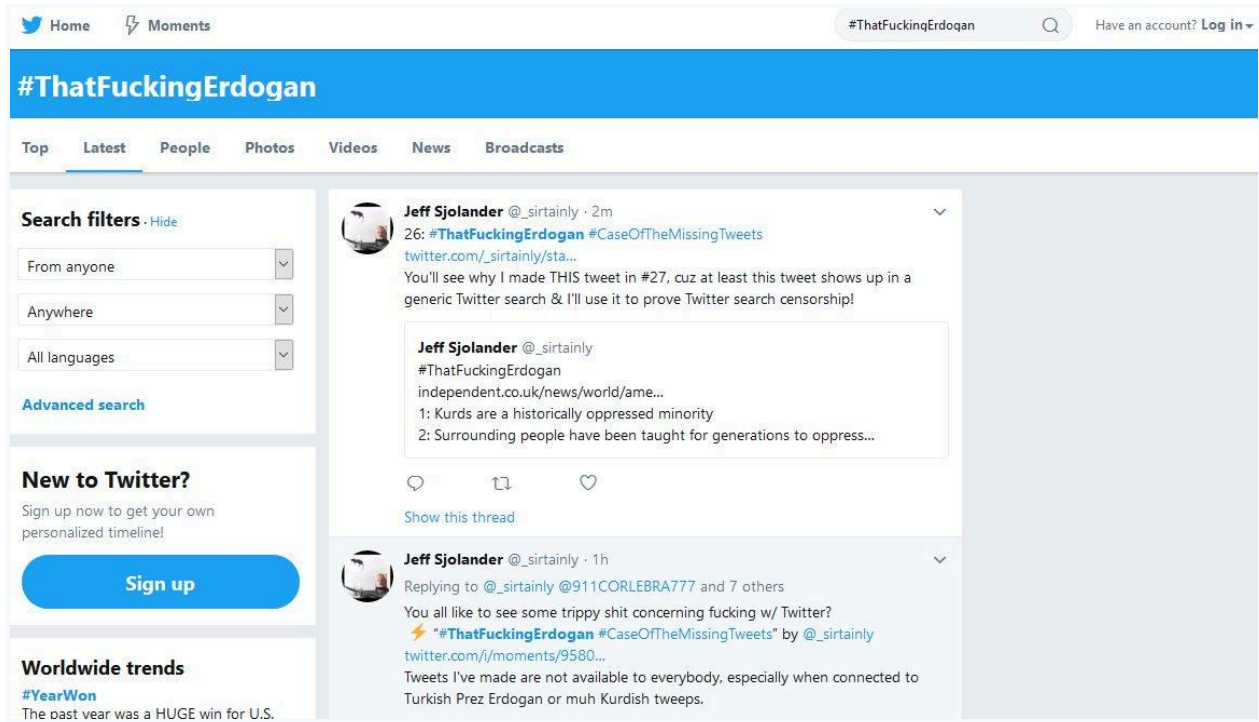 Home Moments #ThatFuckingErdogan Have an account? Log in
#ThatFuckingErdogan
Top Latest People Photos Videos News Broadcasts
Search filters · Hide
From anyone
Anywhere
All languages
Advanced search
New to Twitter?
Sign up now to get your own
personalized timeline!
Sign up
Worldwide trends
#YearWon
The past year was a HUGE win for U.S.
Jeff Sjolander @_sirtainly · 2m
26: #ThatFuckingErdogan #CaseOfTheMissingTweets
twitter.com/_sirtainly/sta...
You'll see why I made THIS tweet in #27, cuz at least this tweet shows up in a
generic Twitter search & I'll use it to prove Twitter search censorship!
Jeff Sjolander @_sirtainly
#ThatFuckingErdogan
independent.co.uk/news/world/ame...
1: Kurds are a historically oppressed minority
2: Surrounding people have been taught for generations to oppress...
Show this thread
Jeff Sjolander @_sirtainly · 1h
Replying to @_sirtainly @911CORLEBRA777 and 7 others
You all like to see some trippy shit concerning fucking w/ Twitter?
⚡ "#ThatFuckingErdogan #CaseOfTheMissingTweets" by @_sirtainly
twitter.com/i/moments/9580...
Tweets I've made are not available to everybody, especially when connected to
Turkish Prez Erdogan or muh Kurdish tweeps.